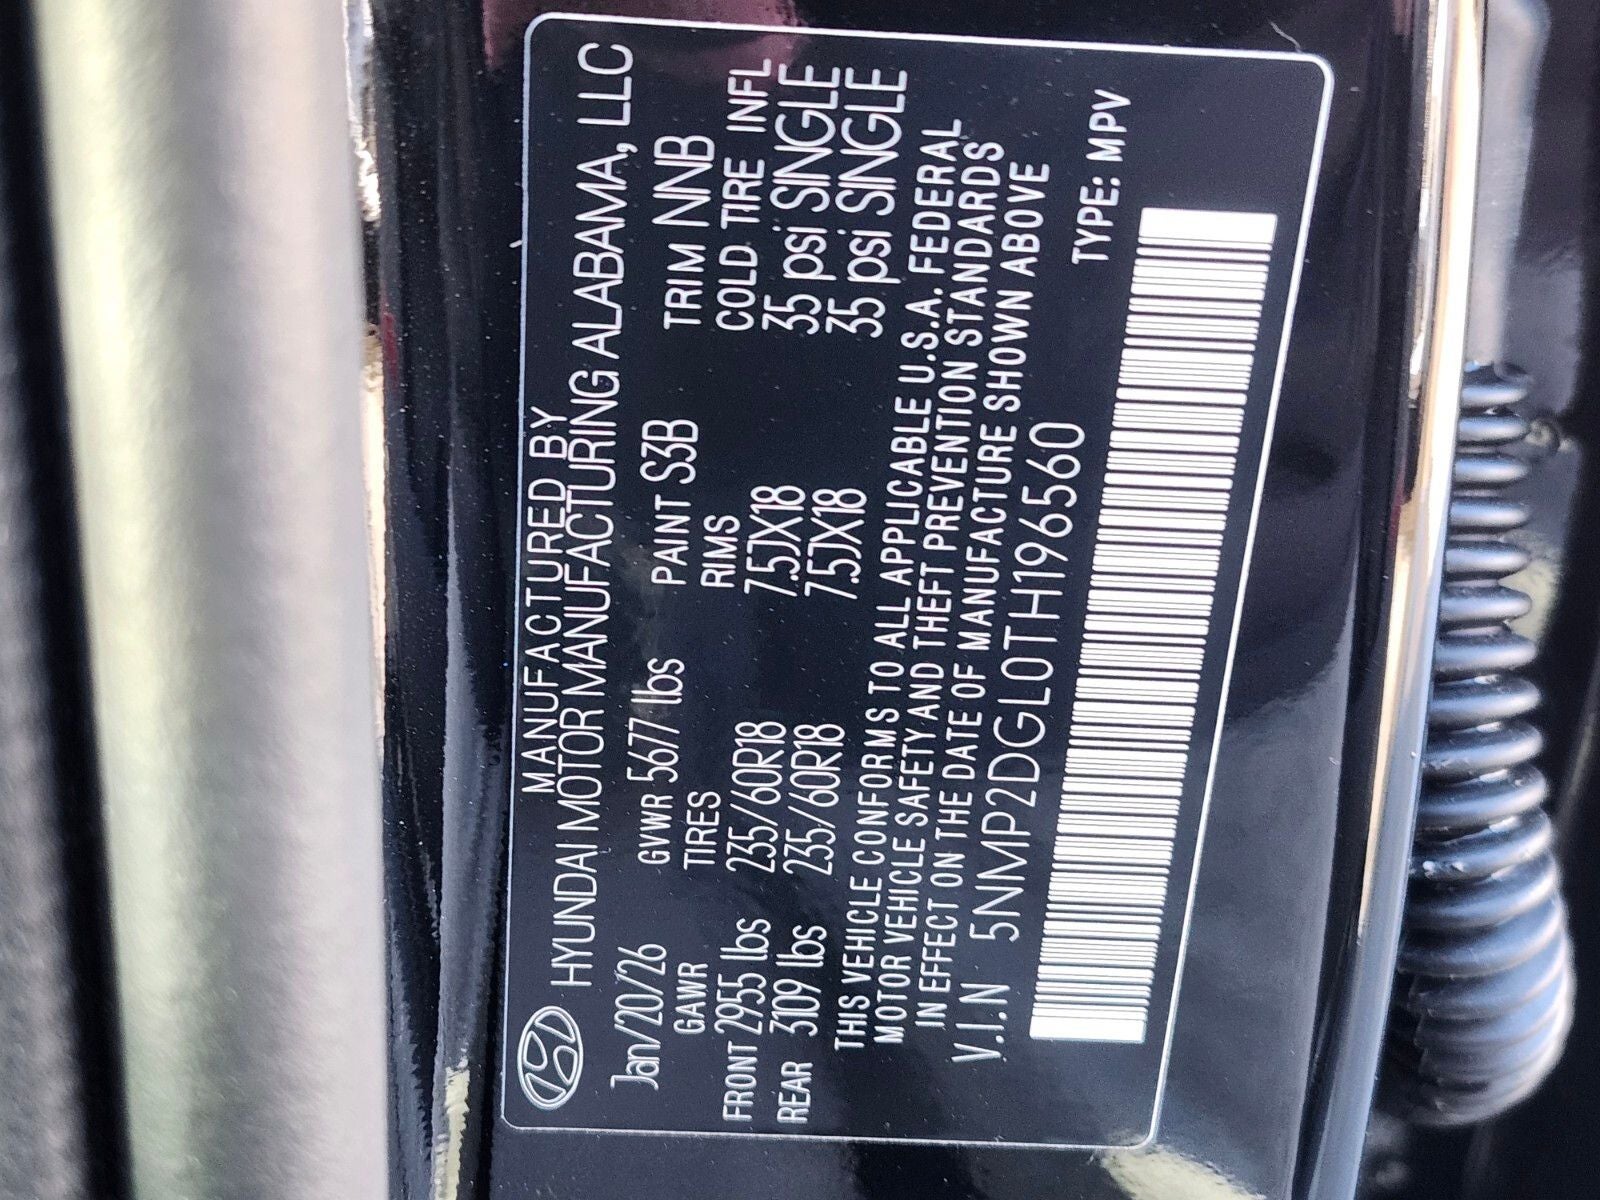 MANUFACTURED BY
HYUNDAI MOTOR MANUFACTURING ALABAMA, LLC
Jan/20/26 GVWR 5677 lbs PAINT S3B TRIM NNB
GAWR TIRES RIMS COLD TIRE INFL
FRONT 2955 lbs 235/60R18 7.5JX18 35 psi SINGLE
REAR 3109 lbs 235/60R18 7.5JX18 35 psi SINGLE
THIS VEHICLE CONFORMS TO ALL APPLICABLE U.S.A. FEDERAL
MOTOR VEHICLE SAFETY AND THEFT PREVENTION STANDARDS
IN EFFECT ON THE DATE OF MANUFACTURE SHOWN ABOVE
V.I.N 5NMP2DGL0TH196560 TYPE: MPV